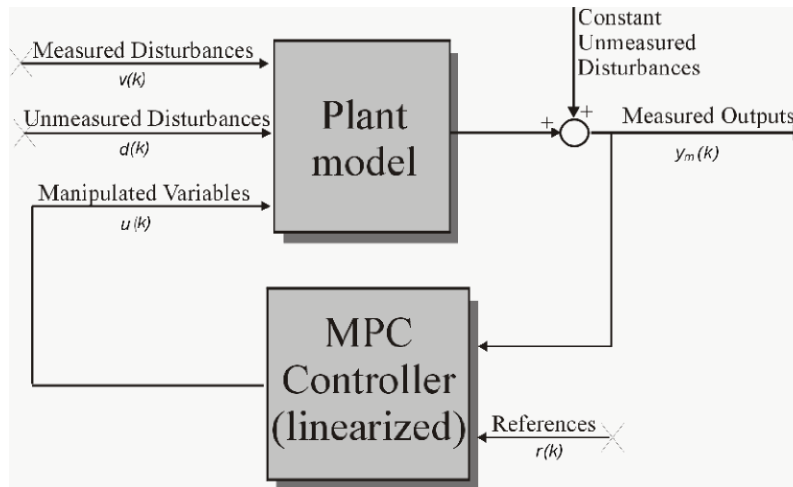 Constant
Unmeasured
Disturbances
Measured Disturbances
v(k)
Unmeasured Disturbances
d(k)
Manipulated Variables
u(k)
Plant
model
+
+
Measured Outputs
ym(k)
MPC
Controller
(linearized)
References
r(k)